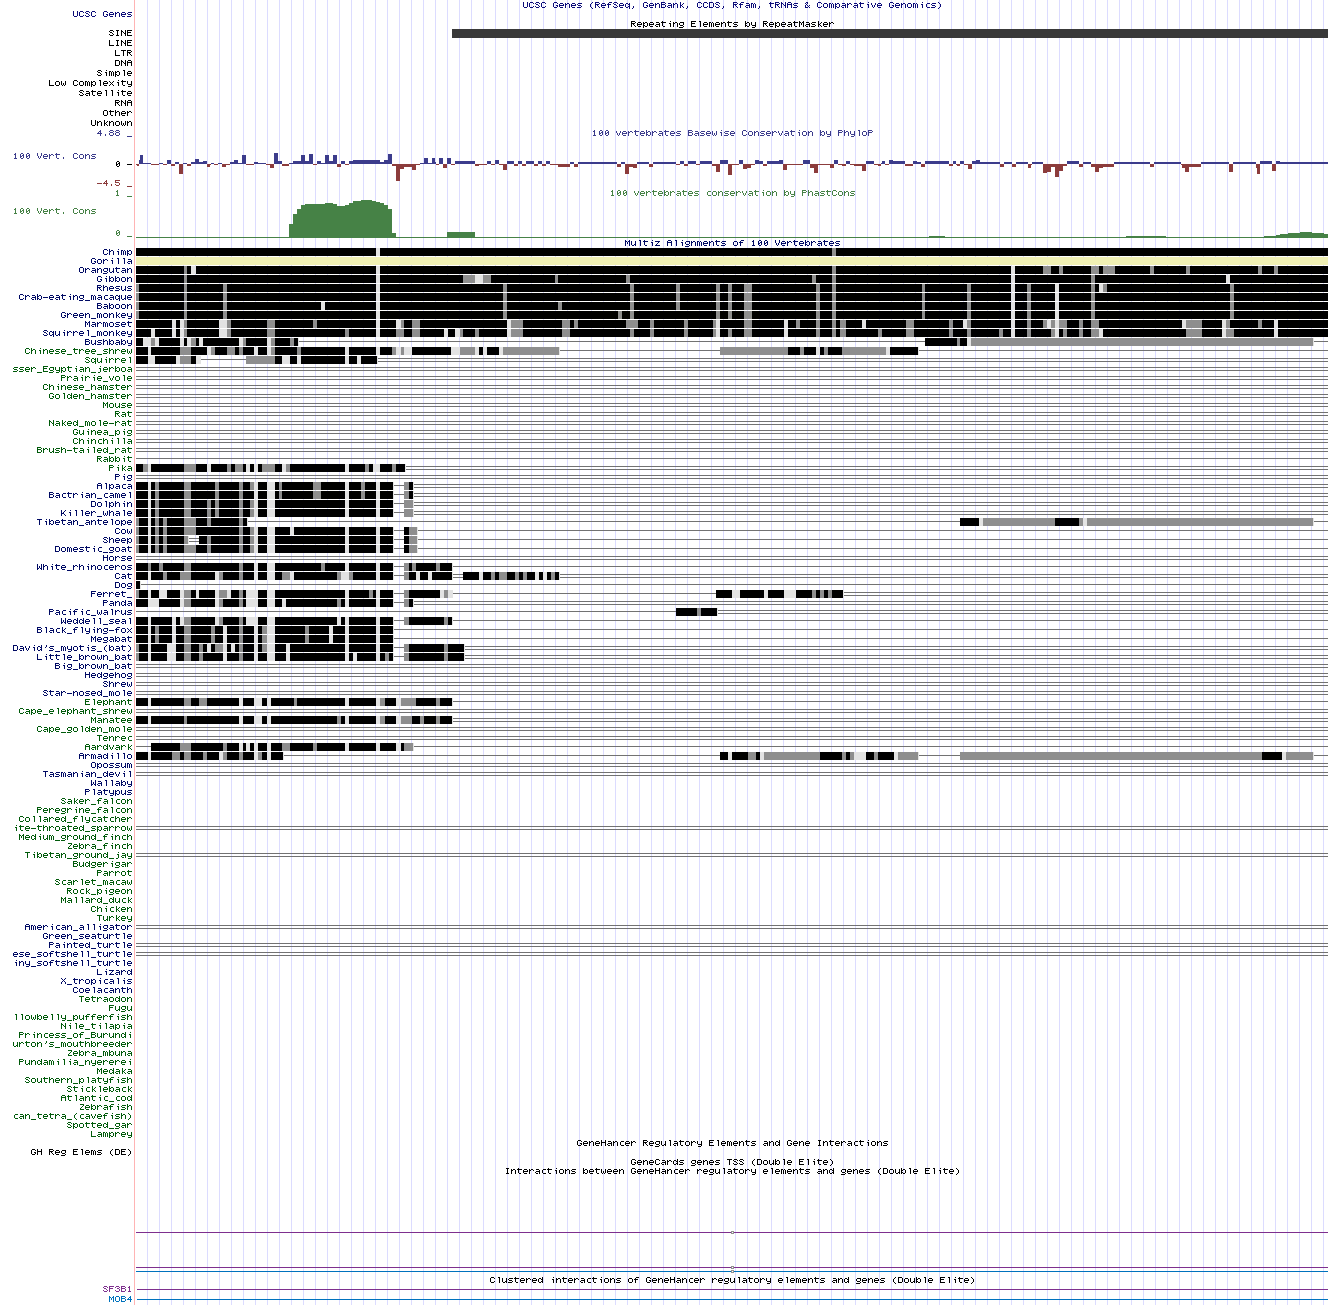 UCSC Genes (RefSeq, GenBank, CCDS, Rfam, tRNAs & Comparative Genomics)
UCSC Genes
Repeating Elements by RepeatMasker
SINE
LINE
LTR
DNA
Simple
Low Complexity
Satellite
RNA
Other
Unknown
4.88 _
100 vertebrates Basewise Conservation by PhyloP
100 Vert. Cons
0 _
-4.5 _
1 _
100 vertebrates conservation by PhastCons
100 Vert. Cons
0 _
Multiz Alignments of 100 Vertebrates
Chimp
Gorilla
Orangutan
Gibbon
Rhesus
Crab-eating_macaque
Baboon
Green_monkey
Marmoset
Squirrel_monkey
Bushbaby
Chinese_tree_shrew
Squirrel
sser_Egyptian_jerboa
Prairie_vole
Chinese_hamster
Golden_hamster
Mouse
Rat
Naked_mole-rat
Guinea_pig
Chinchilla
Brush-tailed_rat
Rabbit
Pika
Pig
Alpaca
Bactrian_camel
Dolphin
Killer_whale
Tibetan_antelope
Cow
Sheep
Domestic_goat
Horse
White_rhinoceros
Cat
Dog
Ferret_
Panda
Pacific_walrus
Weddell_seal
Black_flying-fox
Megabat
David's_myotis_(bat)
Little_brown_bat
Big_brown_bat
Hedgehog
Shrew
Star-nosed_mole
Elephant
Cape_elephant_shrew
Manatee
Cape_golden_mole
Tenrec
Aardvark
Armadillo
Opossum
Tasmanian_devil
Wallaby
Platypus
Saker_falcon
Peregrine_falcon
Collared_flycatcher
ite-throated_sparrow
Medium_ground_finch
Zebra_finch
Tibetan_ground_jay
Budgerigar
Parrot
Scarlet_macaw
Rock_pigeon
Mallard_duck
Chicken
Turkey
American_alligator
Green_seaturtle
Painted_turtle
ese_softshell_turtle
iny_softshell_turtle
Lizard
X_tropicalis
Coelacanth
Tetraodon
Fugu
llowbelly_pufferfish
Nile_tilapia
Princess_of_Burundi
urton's_mouthbreeder
Zebra_mbuna
Pundamilia_nyererei
Medaka
Southern_platyfish
Stickleback
Atlantic_cod
Zebrafish
can_tetra_(cavefish)
Spotted_gar
Lamprey
GeneHancer Regulatory Elements and Gene Interactions
GH Reg Elems (DE)
GeneCards genes TSS (Double Elite)
Interactions between GeneHancer regulatory elements and genes (Double Elite)
Clustered interactions of GeneHancer regulatory elements and genes (Double Elite)
SF3B1
MOB4